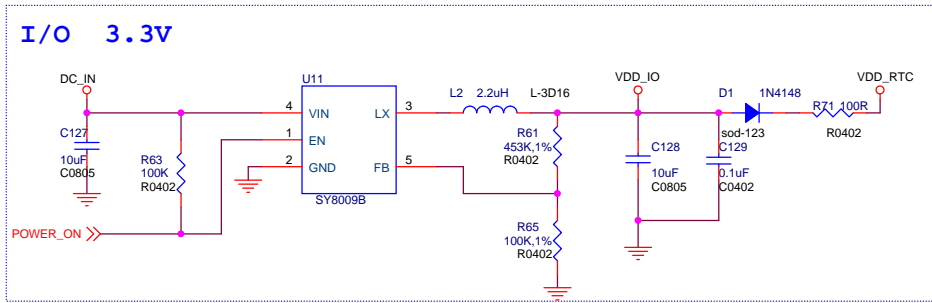 I/O 3.3V
DC_IN
U11
L2 2.2uH L-3D16
VDD_IO
D1 1N4148
VDD_RTC
4 VIN LX 3
1 EN
2 GND FB 5
SY8009B
C127
10uF
C0805
R63
100K
R0402
R61
453K,1%
R0402
C128
10uF
C0805
sod-123
C129
0.1uF
C0402
R71 100R
R0402
POWER_ON
R65
100K,1%
R0402